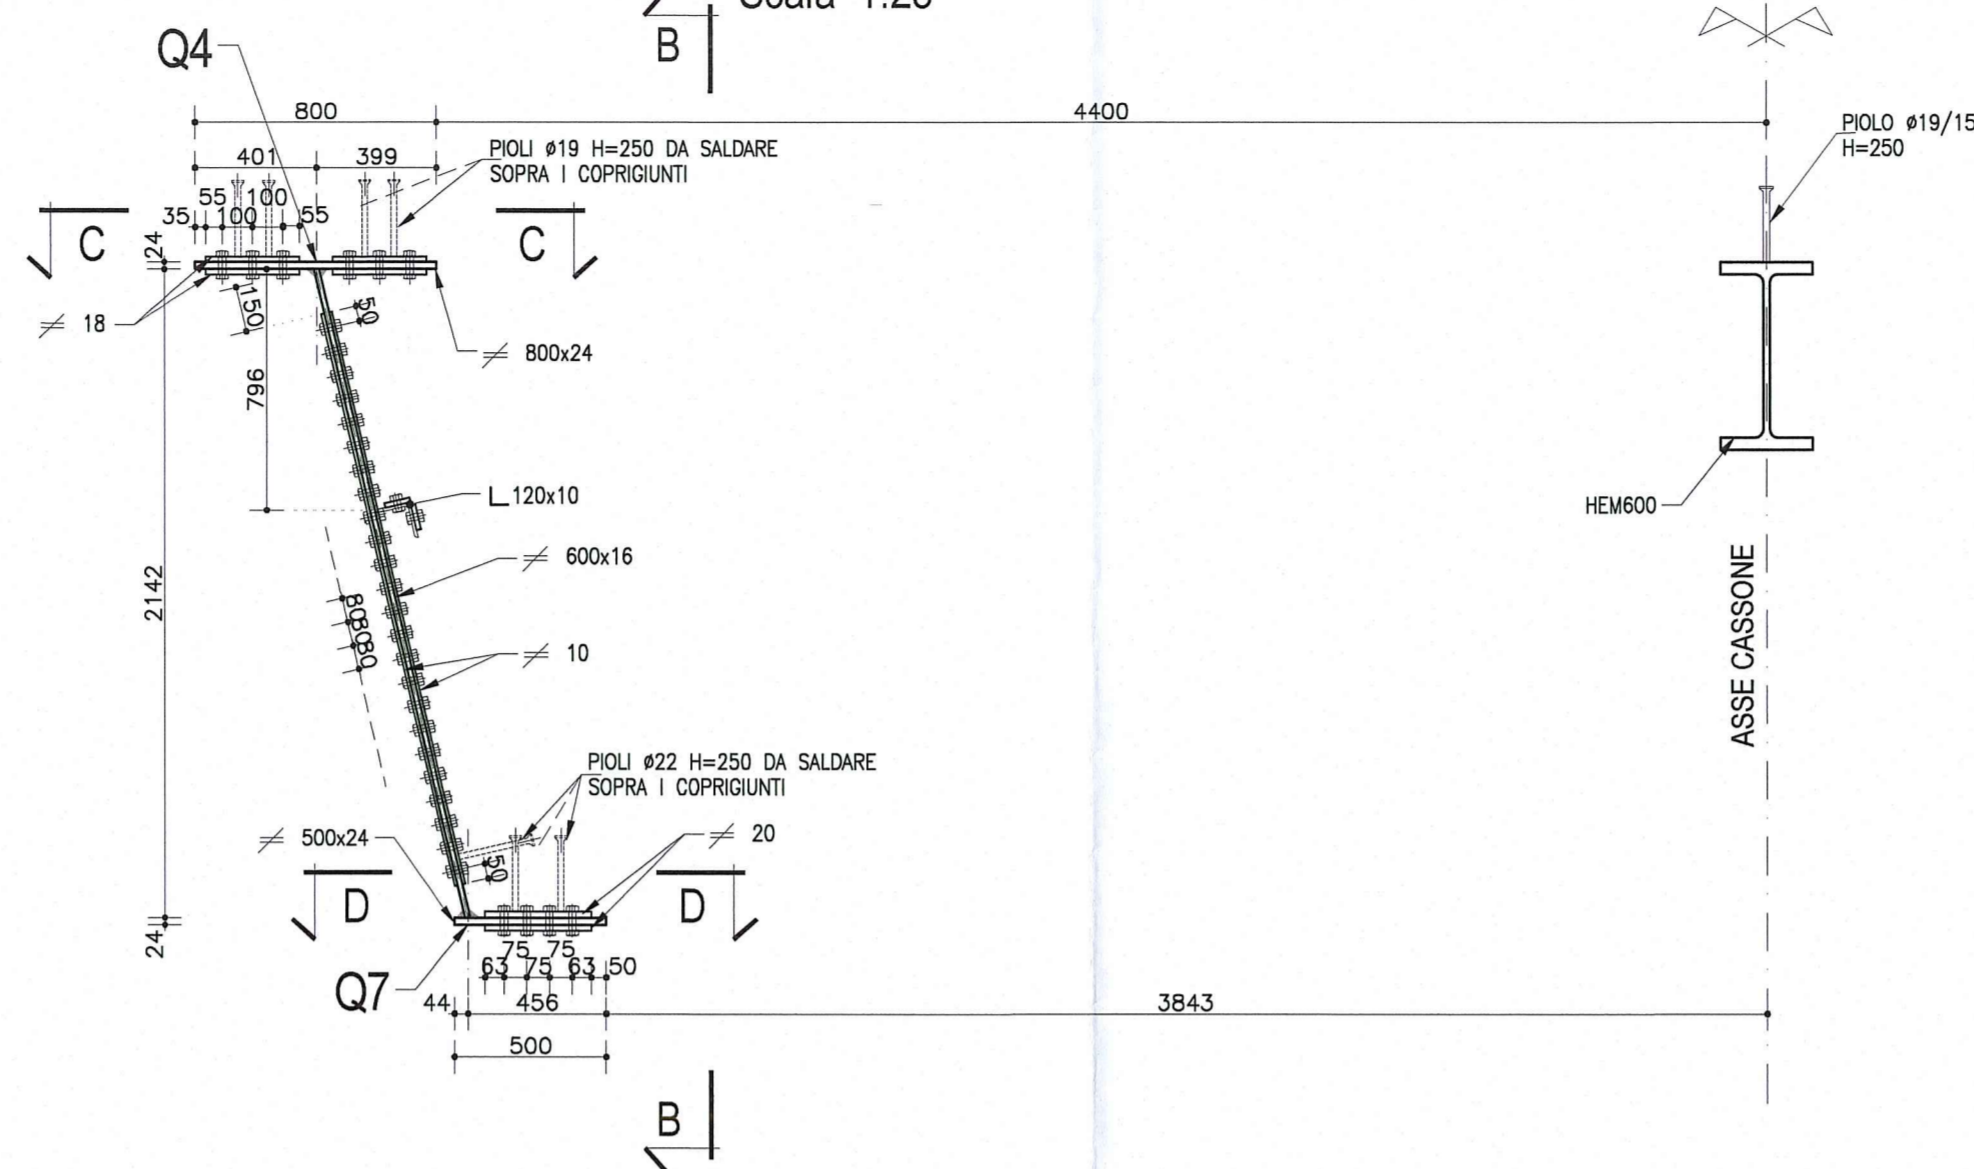 Q4
B
800
4400
PIOLO ø19/15
H=250
401
399
PIOLI ø19 H=250 DA SALDARE
SOPRA I COPRIGIUNTI
55
100
35
100
55
C
C
24
150
50
18
800x24
796
L 120x10
HEM600
600x16
2142
ASSE CASSONE
80
80
80
10
PIOLI ø22 H=250 DA SALDARE
SOPRA I COPRIGIUNTI
500x24
20
50
D
D
24
75
75
63
75
63
50
Q7
44
456
3843
500
B